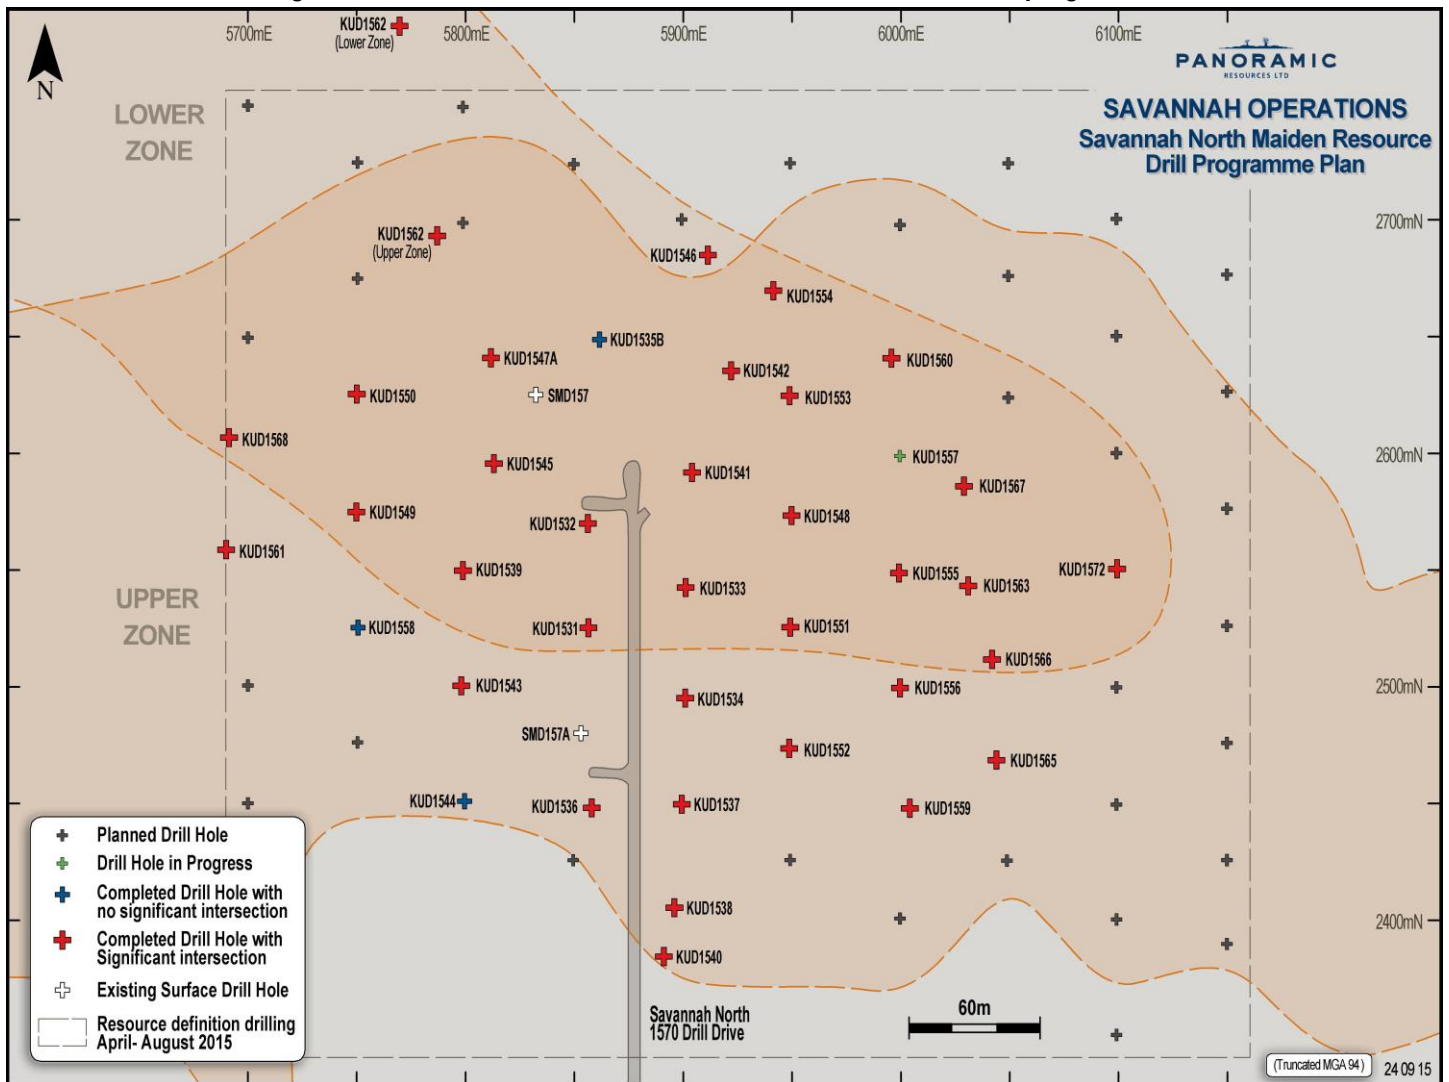 KUD1562
(Lower Zone)
5700mE
5800mE
5900mE
6000mE
6100mE
N
PANORAMIC
RESOURCES LTD
SAVANNAH OPERATIONS
Savannah North Maiden Resource
Drill Programme Plan
LOWER
ZONE
2700mN
KUD1562
(Upper Zone)
KUD1546
KUD1554
KUD1535B
KUD1547A
KUD1542
KUD1560
KUD1550
SMD157
KUD1553
KUD1568
2600mN
KUD1545
KUD1541
KUD1557
KUD1567
KUD1549
KUD1532
KUD1548
KUD1561
KUD1539
KUD1533
KUD1555
KUD1563
KUD1572
UPPER
ZONE
KUD1558
KUD1531
KUD1551
KUD1566
KUD1543
KUD1534
KUD1556
2500mN
SMD157A
KUD1552
KUD1565
KUD1544
KUD1536
KUD1537
KUD1559
KUD1538
2400mN
KUD1540
Planned Drill Hole
Drill Hole in Progress
Completed Drill Hole with
no significant intersection
Completed Drill Hole with
Significant intersection
Existing Surface Drill Hole
Resource definition drilling
April- August 2015
Savannah North
1570 Drill Drive
60m
(Truncated MGA 94)
24 09 15